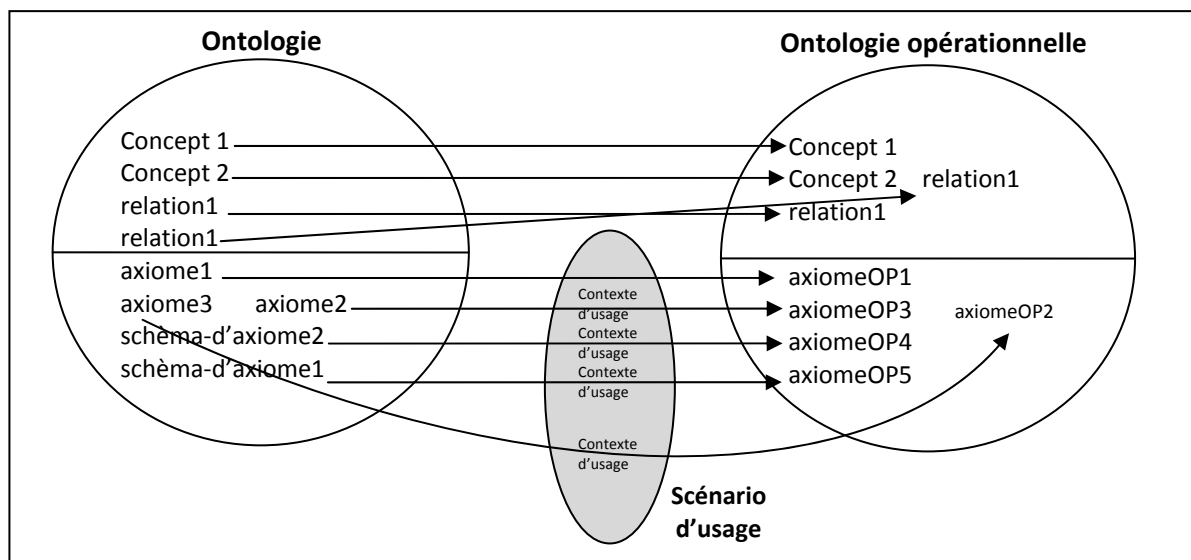 Ontologie
Ontologie opérationnelle
Concept 1
Concept 2
relation1
relation1
axiome1
axiome3 axiome2
schèma-d'axiome2
schèma-d'axiome1
Contexte
d'usage
Contexte
d'usage
Contexte
d'usage
Contexte
d'usage
Scénario
d'usage
Concept 1
Concept 2 relation1
relation1
axiomeOP1
axiomeOP3 axiomeOP2
axiomeOP4
axiomeOP5